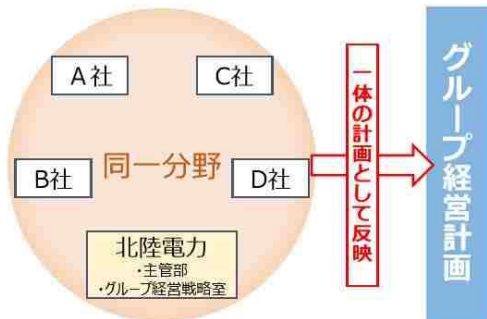 A社
C社
B社
同一分野
D社
北陸電力
・主管部
・グループ経営戦略室
一体の計画として反映
グループ経営計画